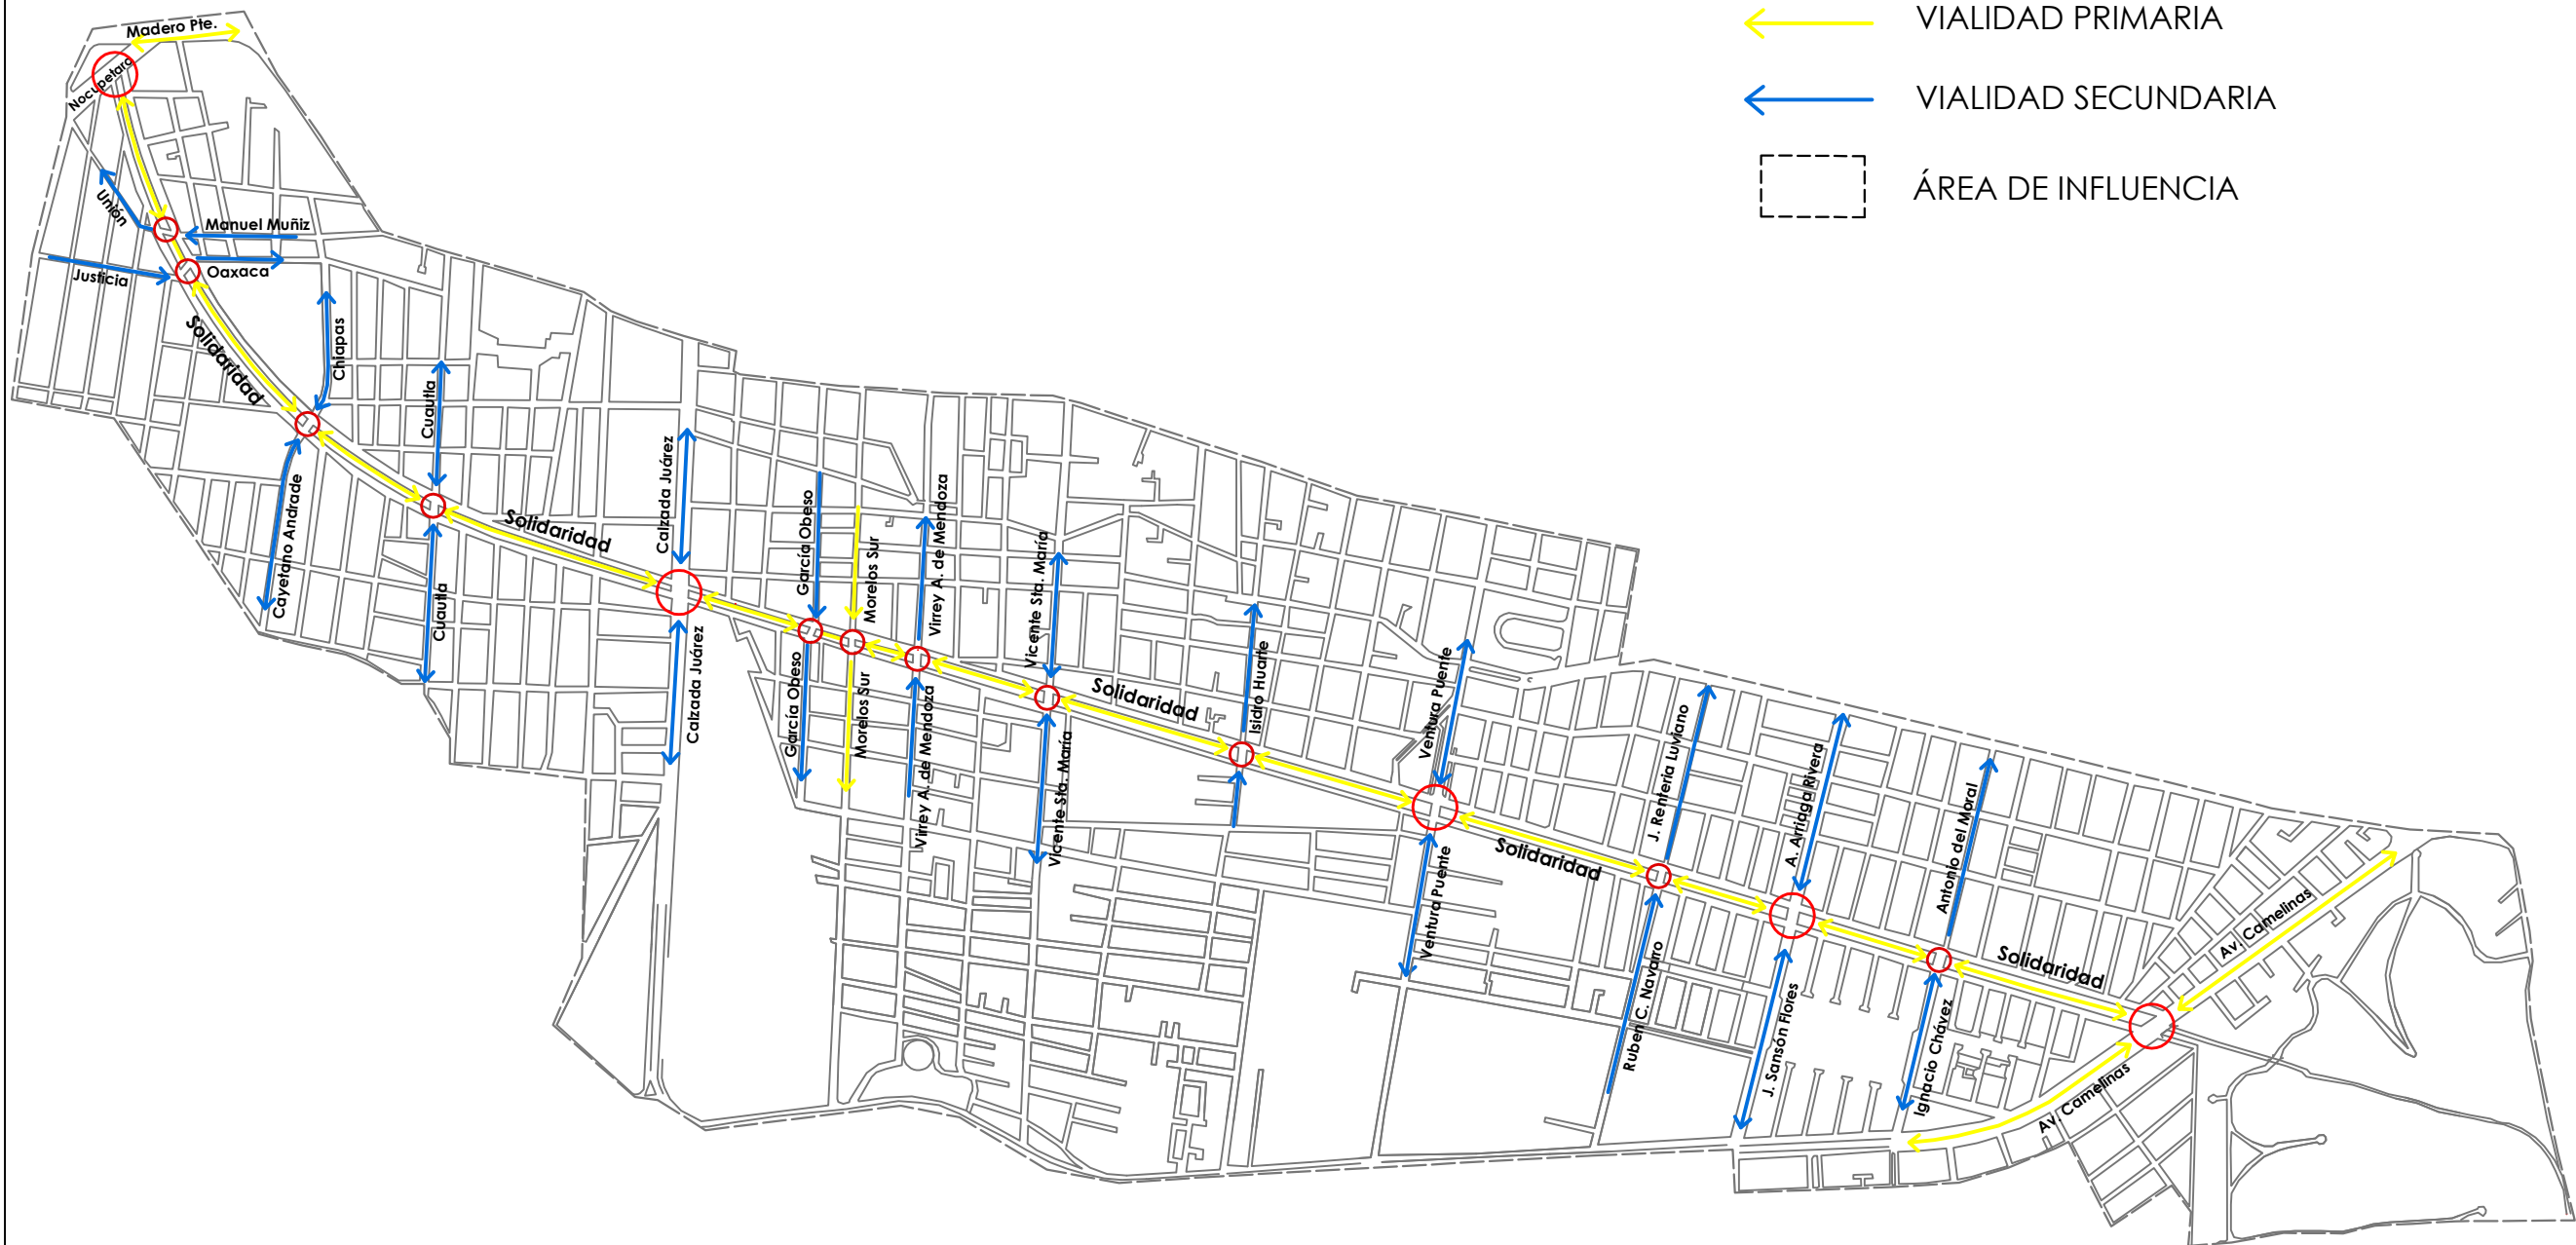 VIALIDAD PRIMARIA
VIALIDAD SECUNDARIA
ÁREA DE INFLUENCIA
Madero Pte.
Nocupetaro
Unión
Manuel Muñiz
Oaxaca
Justicia
Solidaridad
Chiapas
Cuautla
Cayetano Andrade
Cuautla
Solidaridad
Calzada Juárez
Calzada Juárez
García Obeso
García Obeso
Morelos Sur
Morelos Sur
Virrey A. de Mendoza
Virrey A. de Mendoza
Vicente Sta. María
Vicente Sta. María
Solidaridad
Isidro Huarte
Ventura Puente
Ventura Puente
Solidaridad
J. Renteria Luviano
Ruben C. Navarro
A. Arriaga Rivera
J. Sansón Flores
Antonio del Moral
Ignacio Chávez
Solidaridad
Av. Camelinas
Av. Camelinas